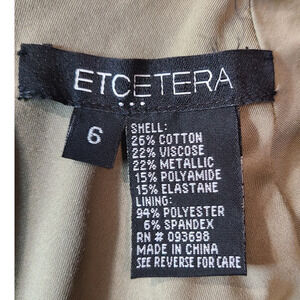 ETCETERA
6
SHELL:
26% COTTON
22% VISCOSE
22% METALLIC
15% POLYAMIDE
15% ELASTANE
LINING:
94% POLYESTER
6% SPANDEX
RN # 093698
MADE IN CHINA
SEE REVERSE FOR CARE